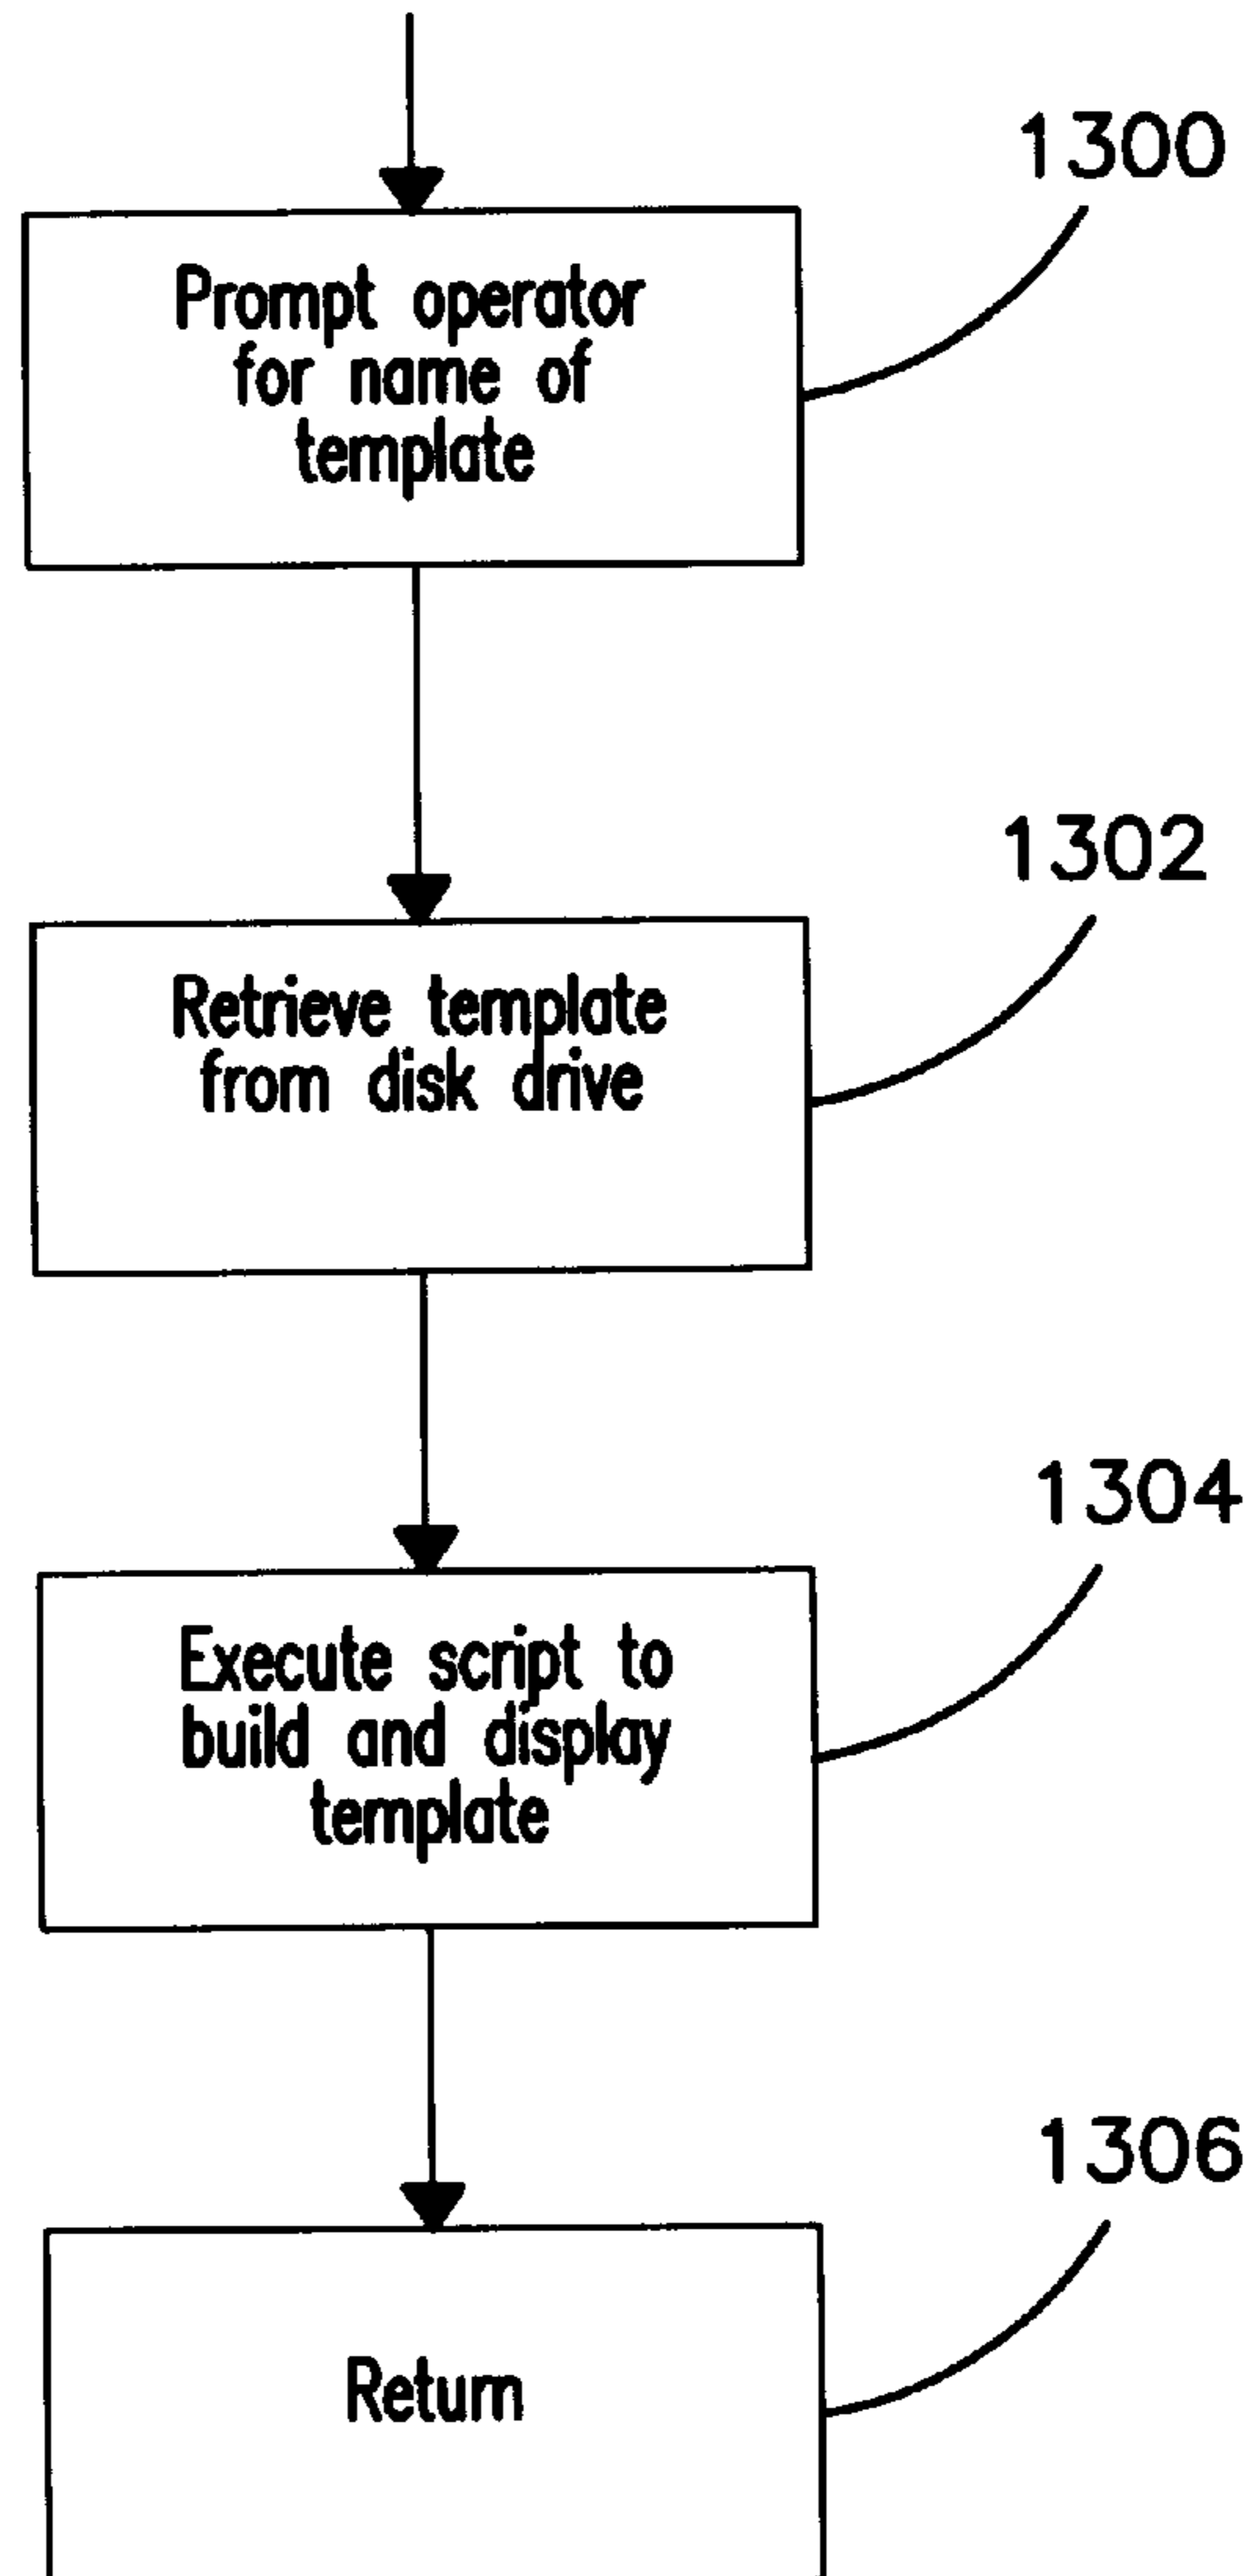 1300
Prompt operator
for name of
template
1302
Retrieve template
from disk drive
1304
Execute script to
build and display
template
1306
Return